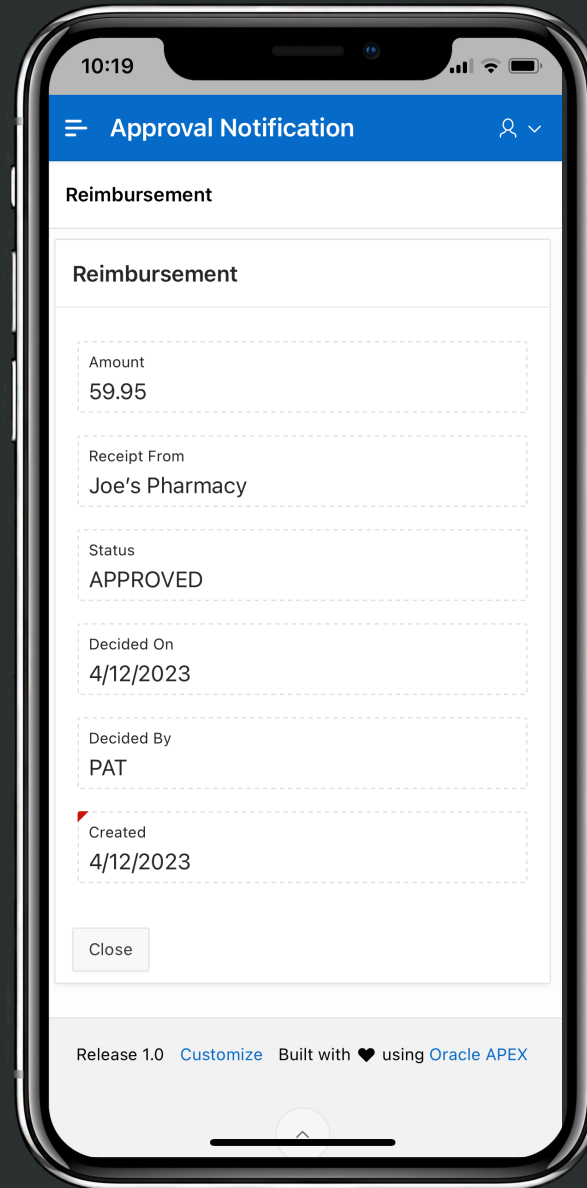 10:19
Approval Notification
Reimbursement
Reimbursement
Amount
59.95
Receipt From
Joe's Pharmacy
Status
APPROVED
Decided On
4/12/2023
Decided By
PAT
Created
4/12/2023
Close
Release 1.0 Customize Built with ♥ using Oracle APEX